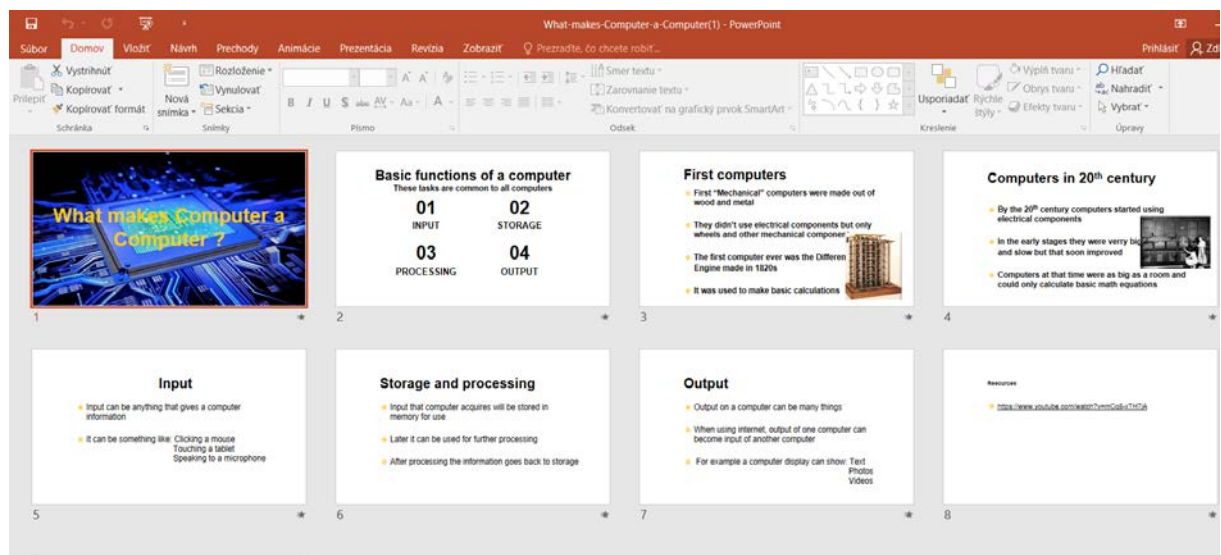 What-makes-Computer-a-Computer(1) - PowerPoint
Súbor Domov Vložiť Návrh Prechody Animácie Prezentácia Revízia Zobraziť Prezraďte, čo chcete robiť... Prihlásiť
Prilepiť
Vystrihnúť
Kopírovať
Kopírovať formát
Schránka
Nová
snímka
Rozloženie
Vynulovať
Sekcia
Snímky
B I U S abc AV Aa A
Písmo
Smer textu
Zarovnanie textu
Konvertovať na grafický prvok SmartArt
Odsek
Usporiadať
Rýchle
štýly
Výplň tvaru
Obrys tvaru
Efekty tvaru
Kreslenie
Hľadať
Nahradiť
Vybrať
Úpravy
What makes Computer a
Computer ?
1
Basic functions of a computer
These tasks are common to all computers
01 02
INPUT STORAGE
03 04
PROCESSING OUTPUT
2
First computers
First “Mechanical” computers were made out of
wood and metal
They didn't use electrical components but only
wheels and other mechanical
The first computer ever was the
Engine made in 1820s
It was used to make basic calculations
3
Computers in 20th century
By the 20th century computers started using
electrical components
In the early stages they were verry
and slow but that soon improved
Computers at that time were as big as a room and
could only calculate basic math equations
4
Input
Input can be anything that gives a computer
information
It can be something like: Clicking a mouse
Touching a tablet
Speaking to a microphone
5
Storage and processing
Input that computer acquires will be stored in
memory for use
Later it can be used for further processing
After processing the information goes back to storage
6
Output
Output on a computer can be many things
When using internet, output of one computer can
become input of another computer
For example a computer display can show: Text
Photos
Videos
7
Resources
8